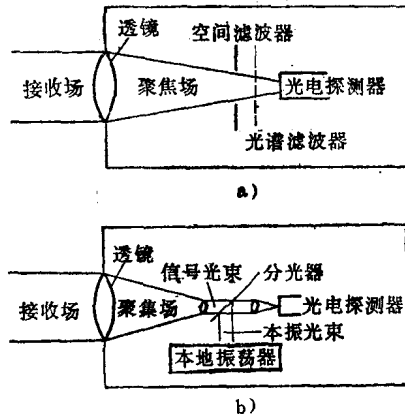 透镜
空间滤波器
接收场
聚焦场
光电探测器
光谱滤波器
a)
透镜
信号光束
分光器
接收场
聚集场
光电探测器
本振光束
本地振荡器
b)